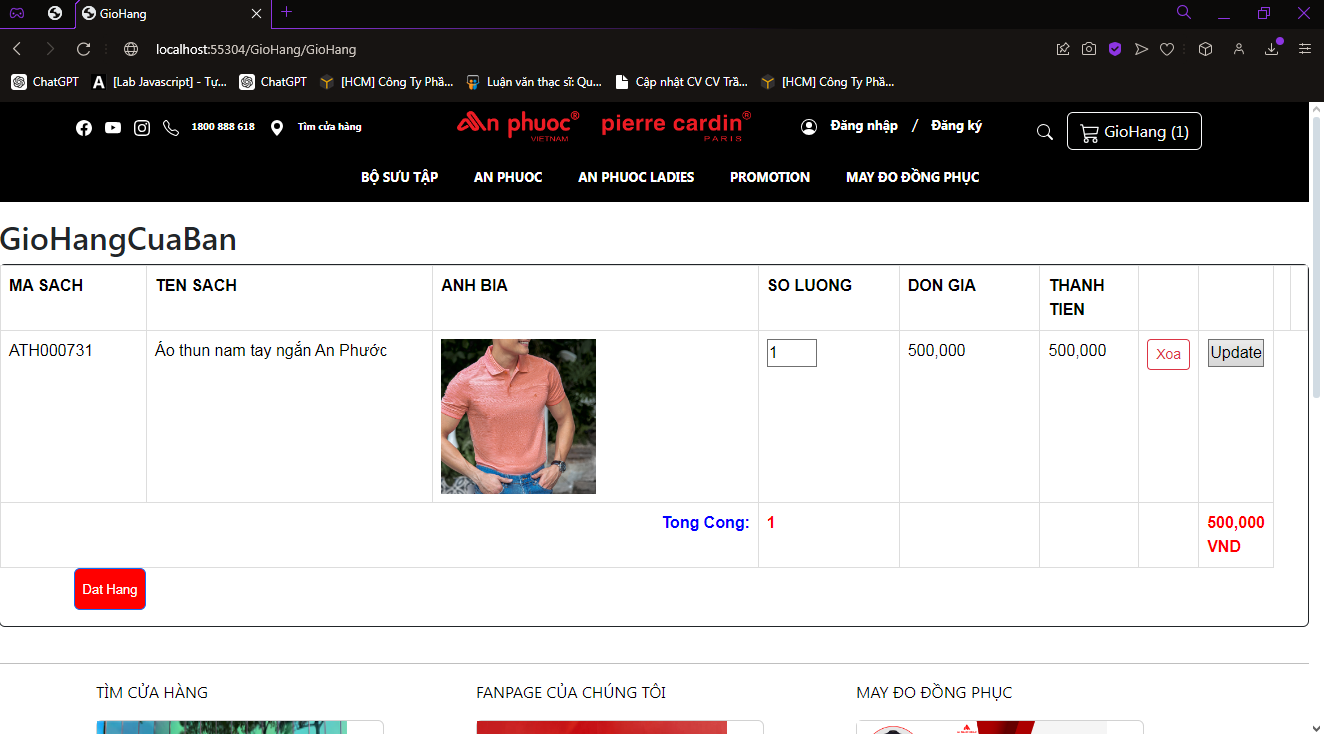 GioHang
localhost:55304/GioHang/GioHang
ChatGPT
[Lab Javascript] - Tự...
ChatGPT
[HCM] Công Ty Phầ...
Luận văn thạc sĩ: Qu...
Cập nhật CV CV Trầ...
[HCM] Công Ty Phầ...
1800 888 618
Tìm cửa hàng
An phuoc®
VIETNAM
pierre cardin®
PARIS
Đăng nhập / Đăng ký
GioHang (1)
BỘ SƯU TẬP
AN PHUOC
AN PHUOC LADIES
PROMOTION
MAY ĐO ĐỒNG PHỤC
GioHangCuaBan
MA SACH
TEN SACH
ANH BIA
SO LUONG
DON GIA
THANH
TIEN
ATH000731
Áo thun nam tay ngắn An Phước
1
500,000
500,000
Xoa
Update
Tong Cong:
1
500,000
VND
Dat Hang
TÌM CỬA HÀNG
FANPAGE CỦA CHÚNG TÔI
MAY ĐO ĐỒNG PHỤC